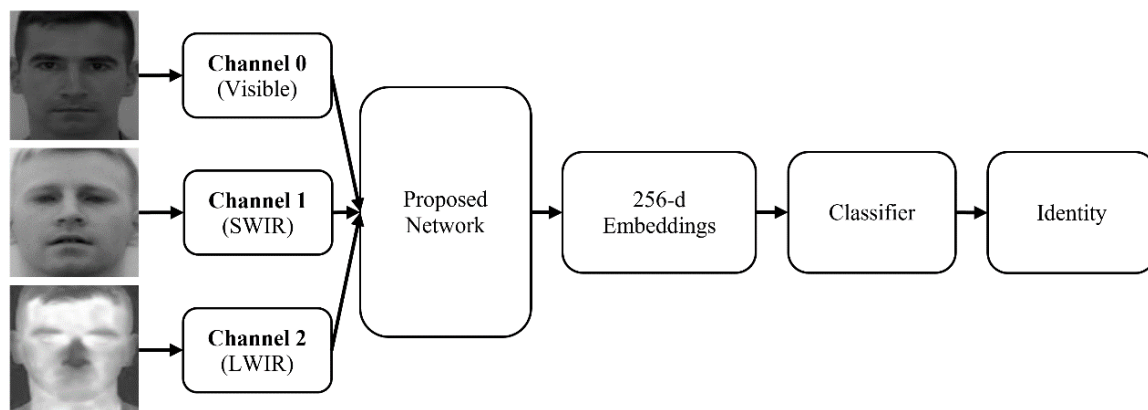 Channel 0
(Visible)
Channel 1
(SWIR)
Channel 2
(LWIR)
Proposed
Network
256-d
Embeddings
Classifier
Identity